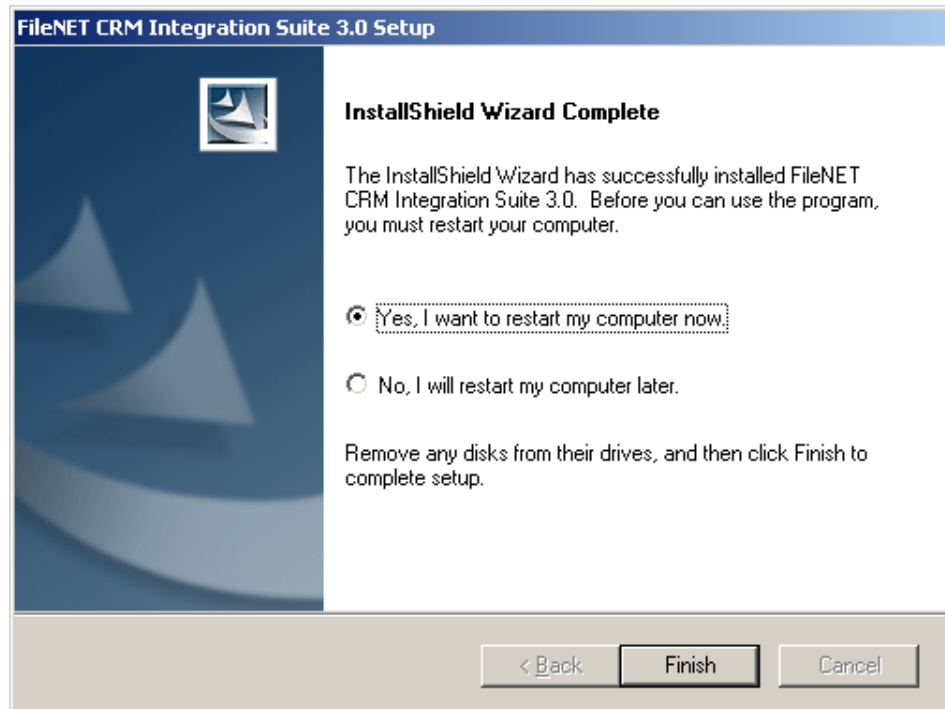 FileNET CRM Integration Suite 3.0 Setup
InstallShield Wizard Complete
The InstallShield Wizard has successfully installed FileNET
CRM Integration Suite 3.0.  Before you can use the program,
you must restart your computer.
Yes, I want to restart my computer now.
No, I will restart my computer later.
Remove any disks from their drives, and then click Finish to
complete setup.
< Back Finish Cancel